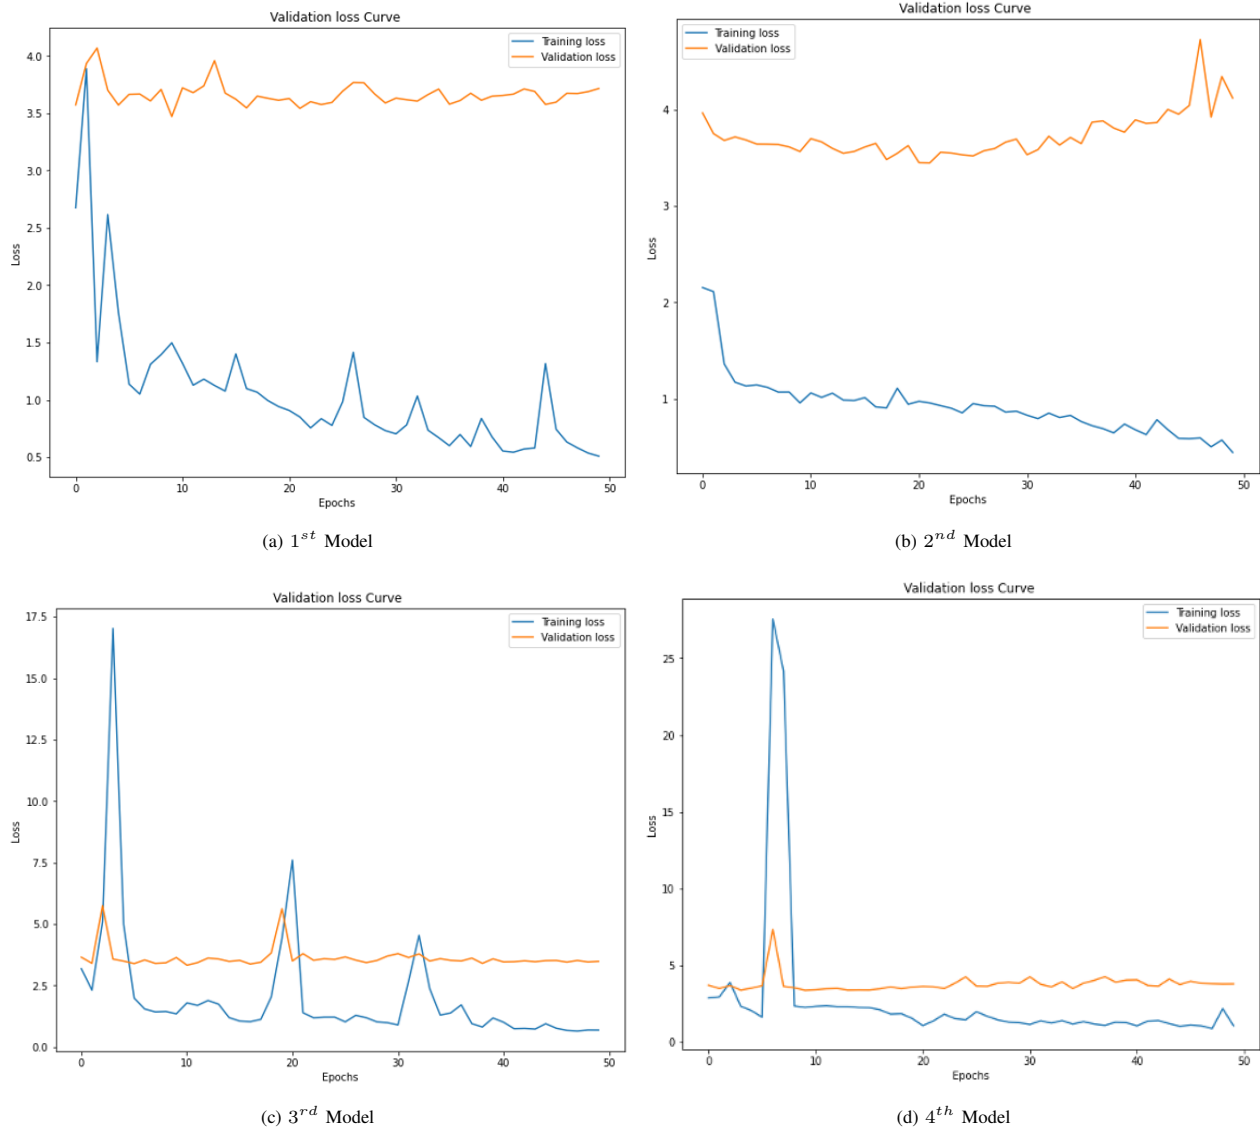 Validation loss Curve
Training loss
Validation loss
4.0
3.5
3.0
2.5
2.0
1.5
1.0
0.5
Loss
0 10 20 30 40 50
Epochs
(a) 1st Model
Validation loss Curve
Training loss
Validation loss
4
3
2
1
Loss
0 10 20 30 40 50
Epochs
(b) 2nd Model
Validation loss Curve
Training loss
Validation loss
17.5
15.0
12.5
10.0
7.5
5.0
2.5
0.0
Loss
0 10 20 30 40 50
Epochs
(c) 3rd Model
Validation loss Curve
Training loss
Validation loss
25
20
15
10
5
0
Loss
0 10 20 30 40 50
Epochs
(d) 4th Model